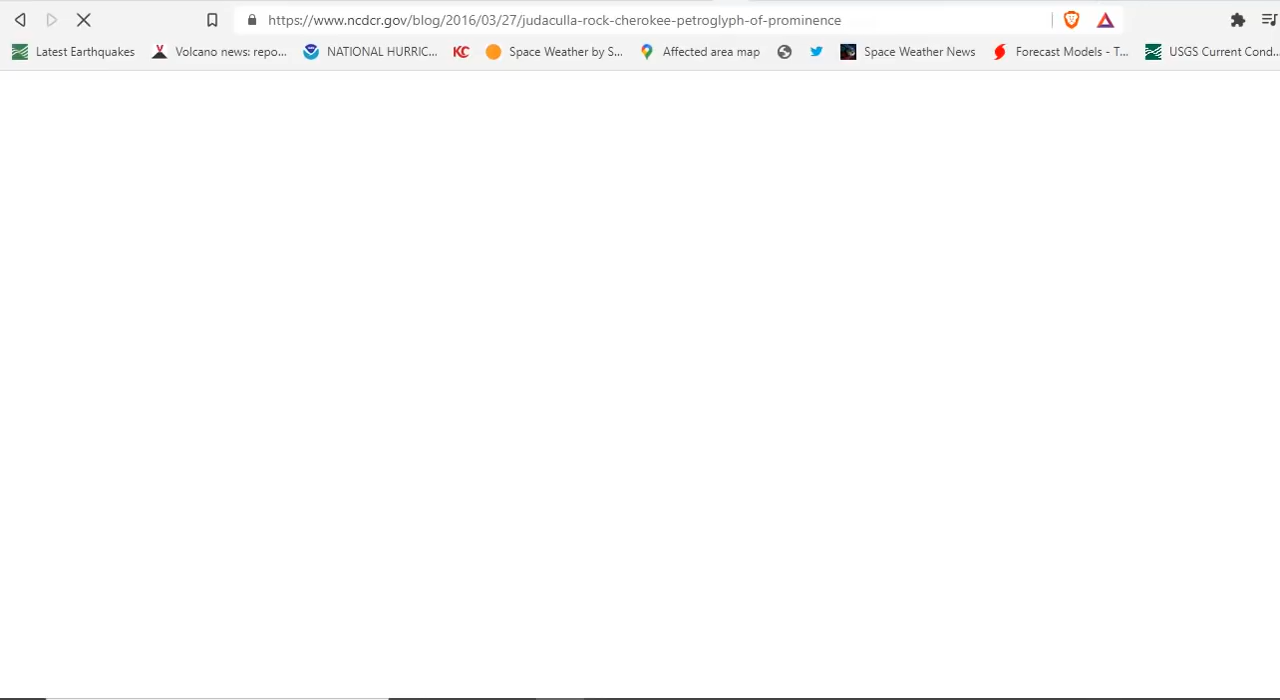 https://www.ncdcr.gov/blog/2016/03/27/judaculla-rock-cherokee-petroglyph-of-prominence
Latest Earthquakes V Volcano news: repo... NATIONAL HURRIC... KC Space Weather by S... Affected area map Space Weather News Forecast Models - T... USGS Current Cond...